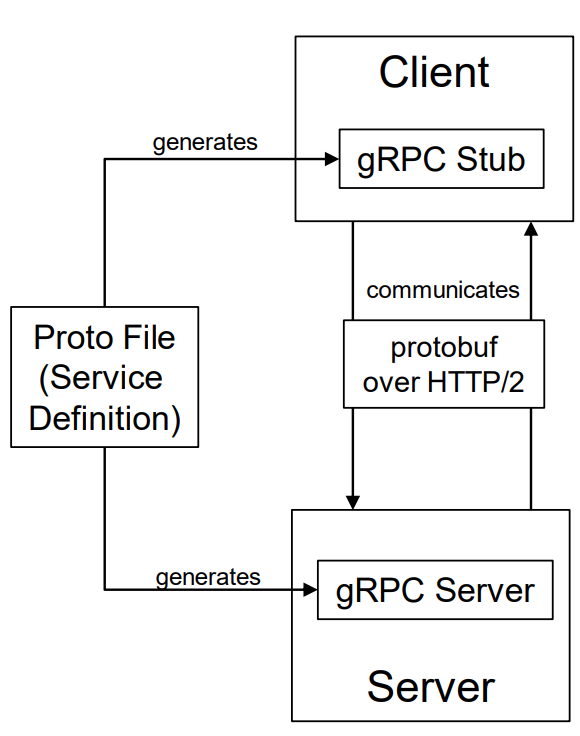 Client
generates
gRPC Stub
communicates
Proto File
(Service
Definition)
protobuf
over HTTP/2
generates
gRPC Server
Server